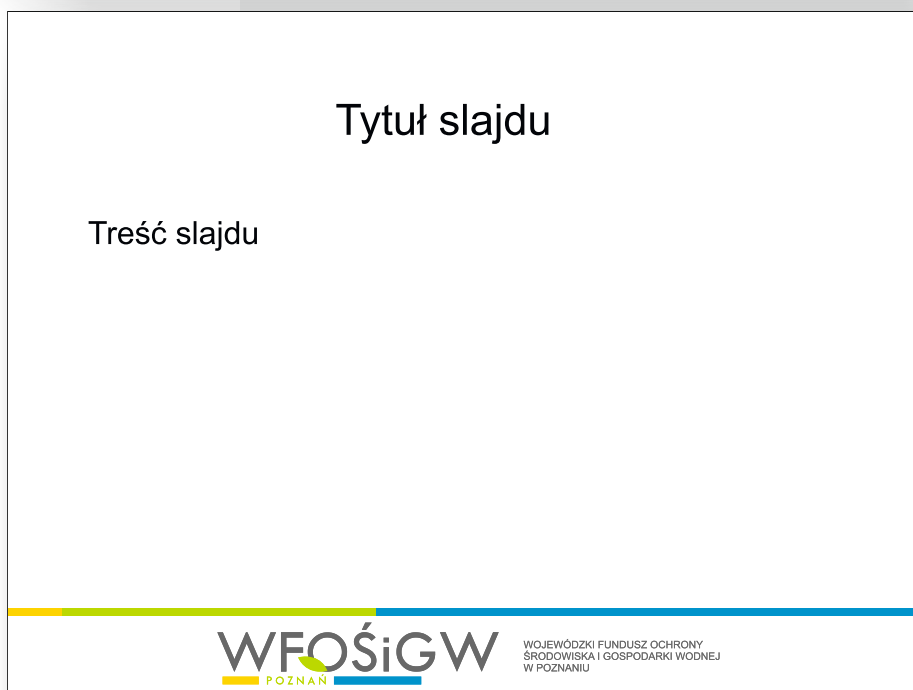 Tytuł slajdu
Treść slajdu
WFOŚiGW
POZNAŃ
WOJEWÓDZKI FUNDUSZ OCHRONY
ŚRODOWISKA I GOSPODARKI WODNEJ
W POZNANIU